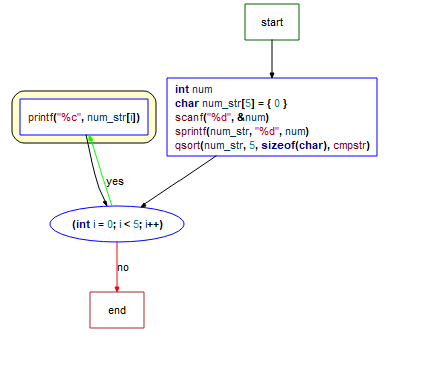 start
int num
char num_str[5] = { 0 }
scanf("%d", &num)
sprintf(num_str, "%d", num)
qsort(num_str, 5, sizeof(char), cmpstr)
printf("%c", num_str[i])
yes
(int i = 0; i < 5; i++)
no
end